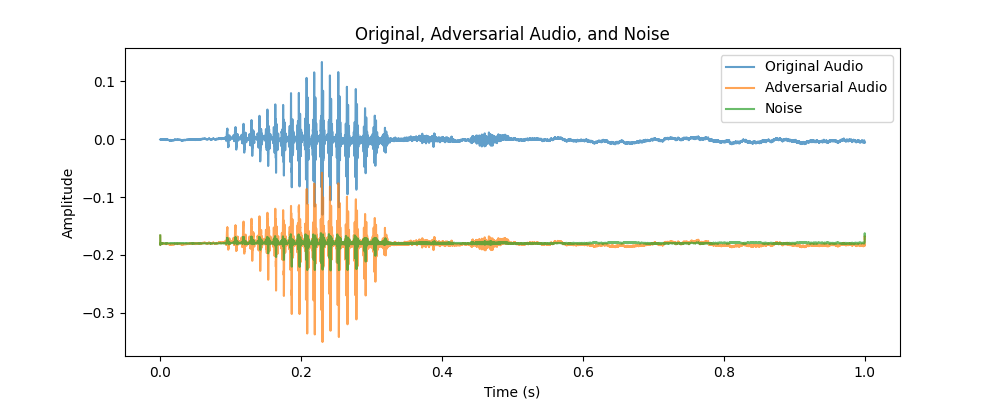 Original, Adversarial Audio, and Noise
Original Audio
Adversarial Audio
Noise
Amplitude
0.1
0.0
−0.1
−0.2
−0.3
0.0 0.2 0.4 0.6 0.8 1.0
Time (s)